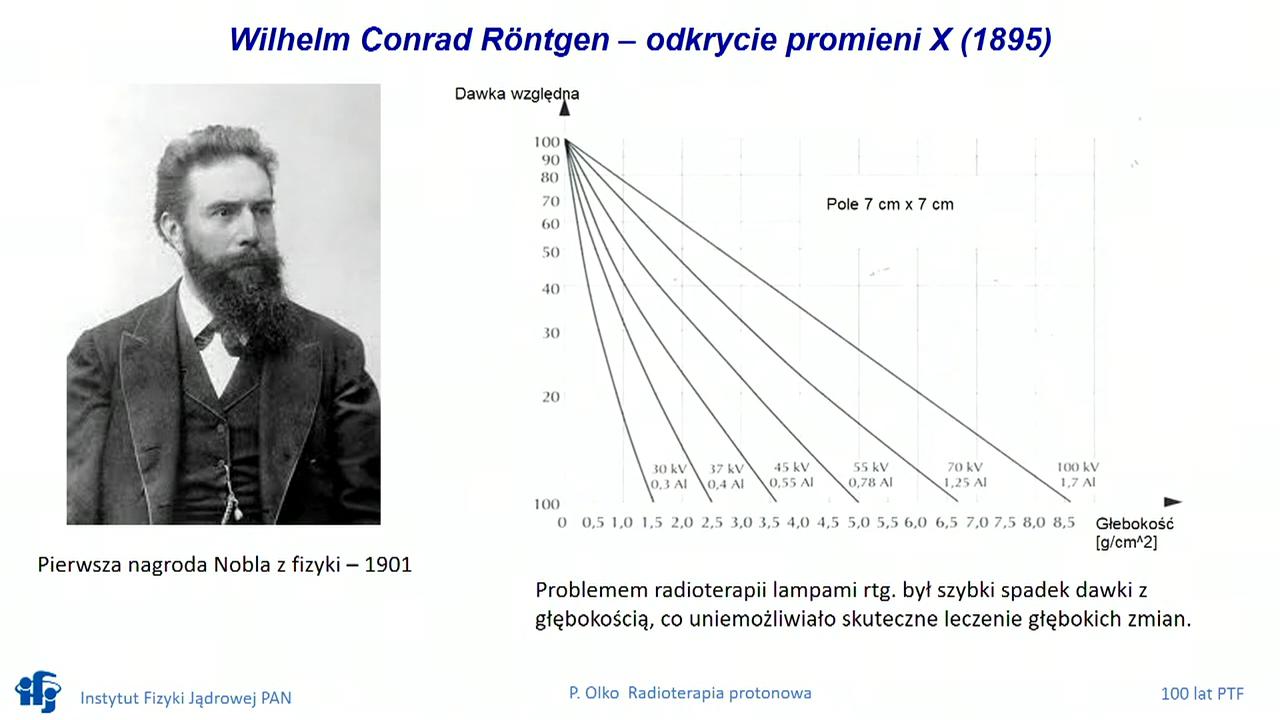 Wilhelm Conrad Röntgen – odkrycie promieni X (1895)
Dawka względna
100
90
80
70
60
50
40
30
20
100
Pole 7 cm x 7 cm
30 kV 37 kV 45 kV 55 kV 70 kV 100 kV
0,3 Al 0,4 Al 0,55 Al 0,78 Al 1,25 Al 1,7 Al
0 0,5 1,0 1,5 2,0 2,5 3,0 3,5 4,0 4,5 5,0 5,5 6,0 6,5 7,0 7,5 8,0 8,5
Głebokość
[g/cm^2]
Pierwsza nagroda Nobla z fizyki – 1901
Problemem radioterapii lampami rtg. był szybki spadek dawki z
głębokością, co uniemożliwiało skuteczne leczenie głębokich zmian.
ifj
Instytut Fizyki Jądrowej PAN
P. Olko Radioterapia protonowa
100 lat PTF